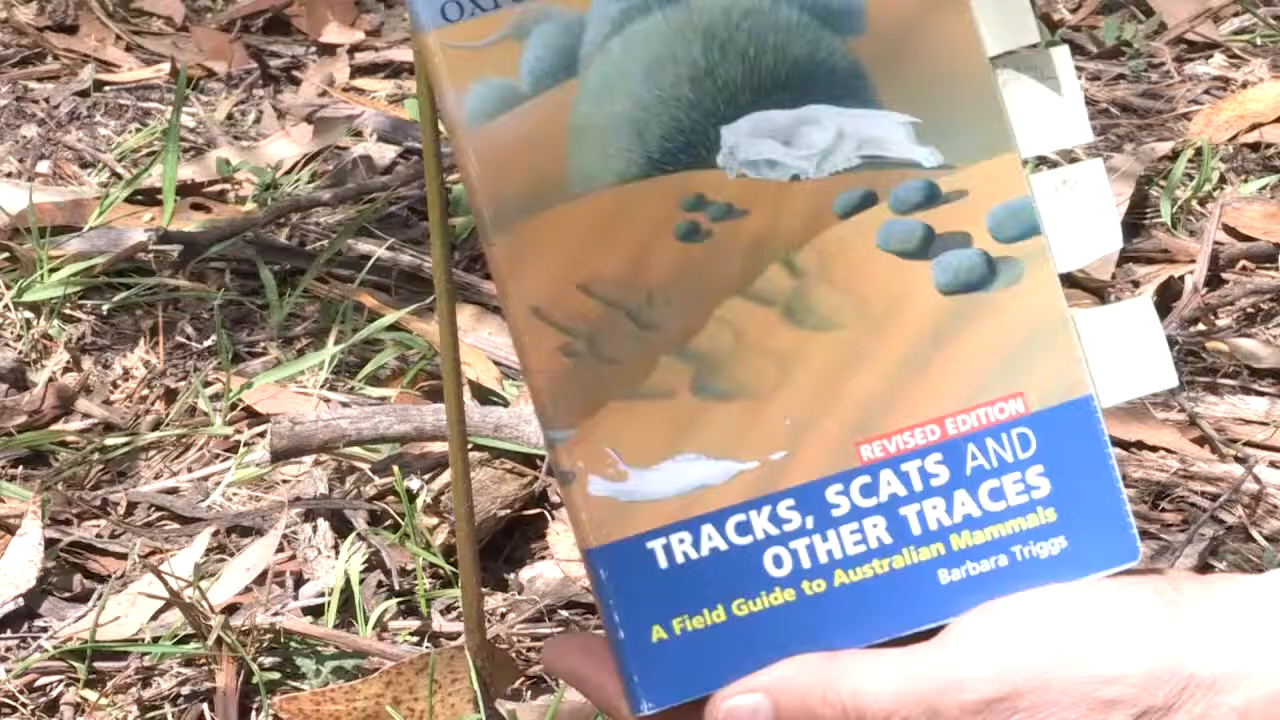 REVISED EDITION
TRACKS, SCATS AND
OTHER TRACES
A Field Guide to Australian Mammals
Barbara Triggs